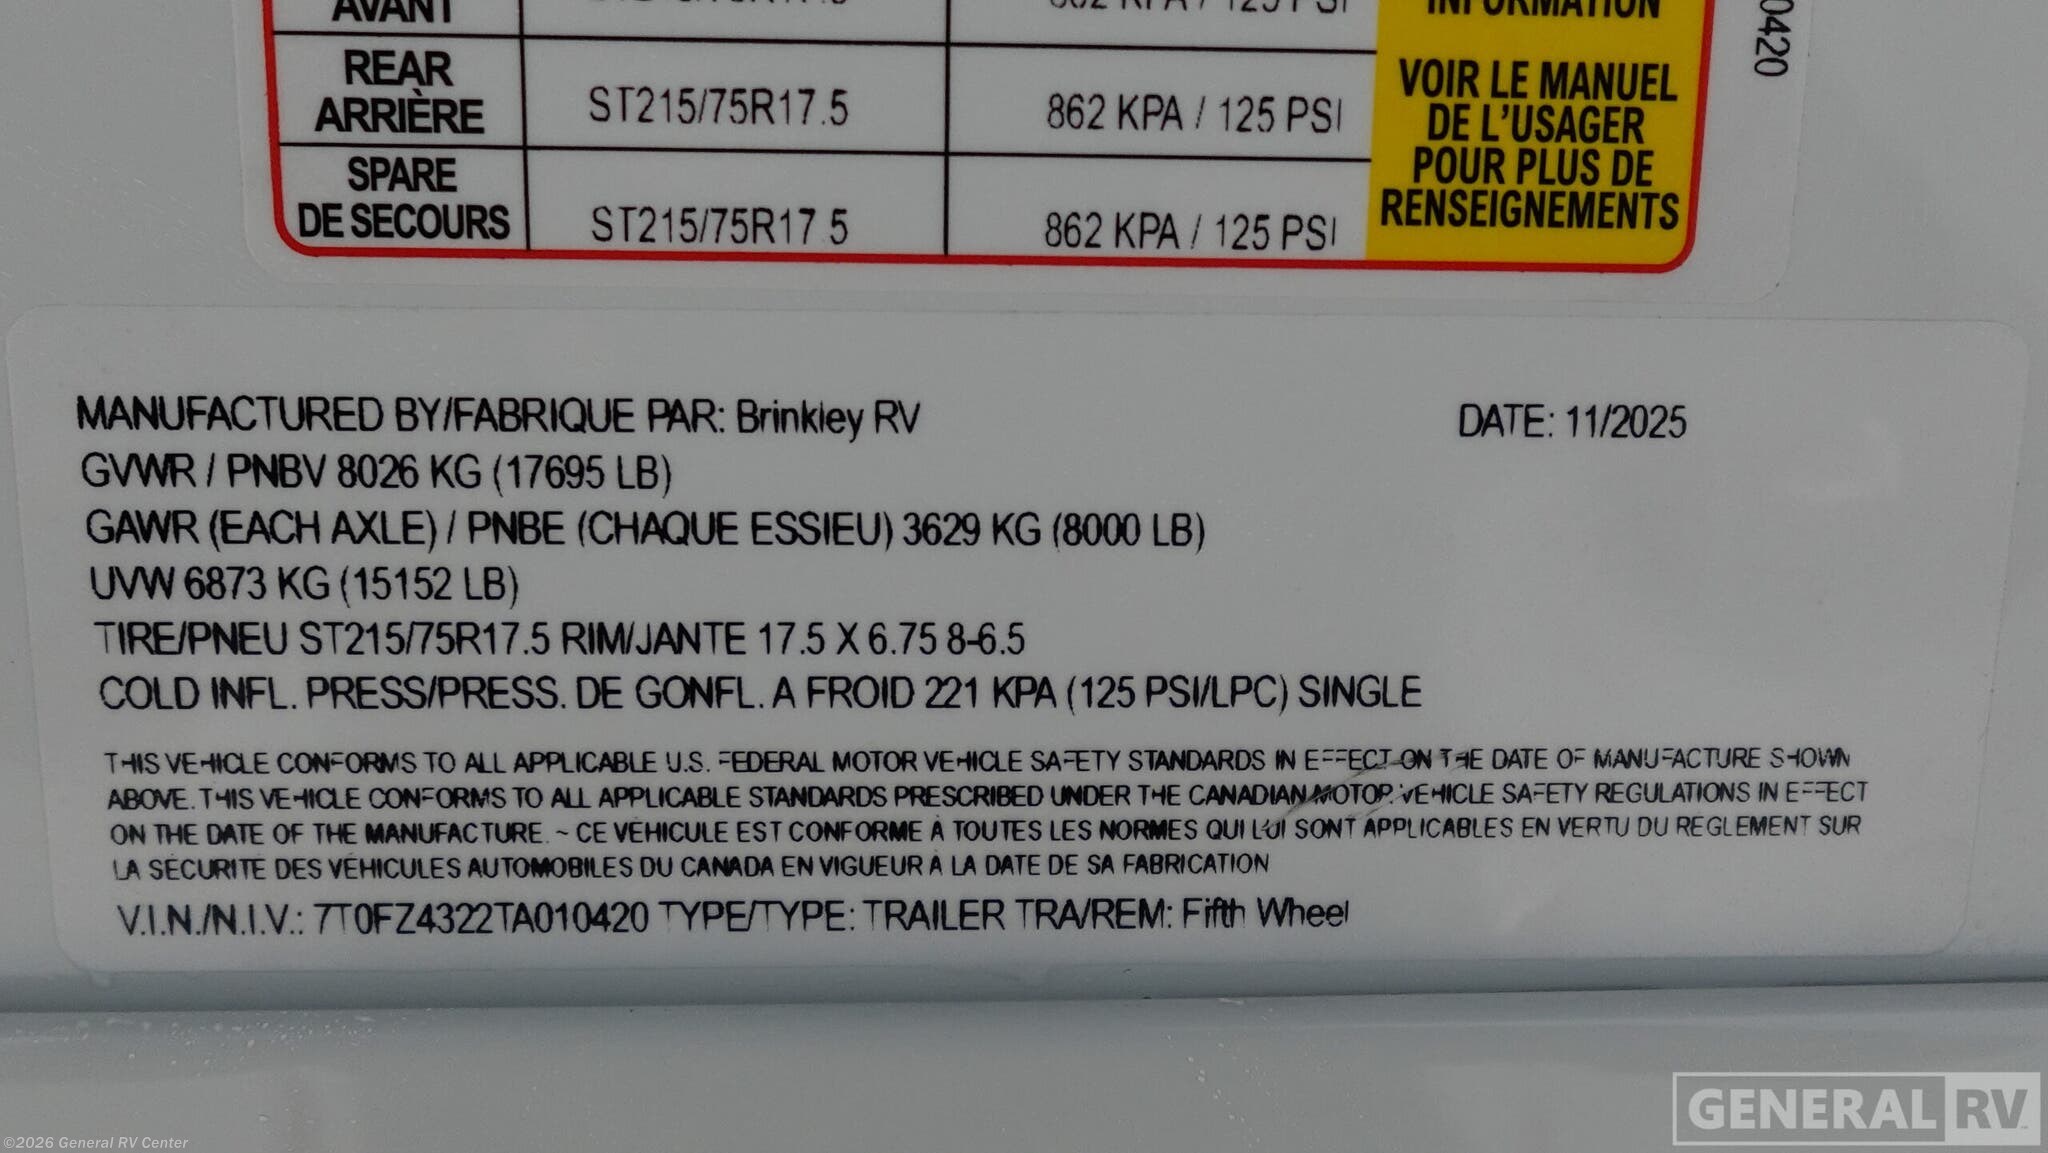 AVANT
862 KPA / 125 PSI
INFORMATION
REAR
ARRIÈRE
ST215/75R17.5
862 KPA / 125 PSI
VOIR LE MANUEL
DE L'USAGER
POUR PLUS DE
RENSEIGNEMENTS
SPARE
DE SECOURS
ST215/75R17.5
862 KPA / 125 PSI
0420
MANUFACTURED BY/FABRIQUE PAR: Brinkley RV
DATE: 11/2025
GVWR / PNBV 8026 KG (17695 LB)
GAWR (EACH AXLE) / PNBE (CHAQUE ESSIEU) 3629 KG (8000 LB)
UVW 6873 KG (15152 LB)
TIRE/PNEU ST215/75R17.5 RIM/JANTE 17.5 X 6.75 8-6.5
COLD INFL. PRESS/PRESS. DE GONFL. A FROID 221 KPA (125 PSI/LPC) SINGLE
THIS VEHICLE CONFORMS TO ALL APPLICABLE U.S. FEDERAL MOTOR VEHICLE SAFETY STANDARDS IN EFFECT ON THE DATE OF MANUFACTURE SHOWN
ABOVE. THIS VEHICLE CONFORMS TO ALL APPLICABLE STANDARDS PRESCRIBED UNDER THE CANADIAN MOTOR VEHICLE SAFETY REGULATIONS IN EFFECT
ON THE DATE OF THE MANUFACTURE. ~ CE VÉHICULE EST CONFORME À TOUTES LES NORMES QUI LUI SONT APPLICABLES EN VERTU DU RÈGLEMENT SUR
LA SÉCURITÉ DES VÉHICULES AUTOMOBILES DU CANADA EN VIGUEUR À LA DATE DE SA FABRICATION
V.I.N./N.I.V.: 7T0FZ4322TA010420 TYPE/TYPE: TRAILER TRA/REM: Fifth Wheel
GENERAL RV
©2026 General RV Center